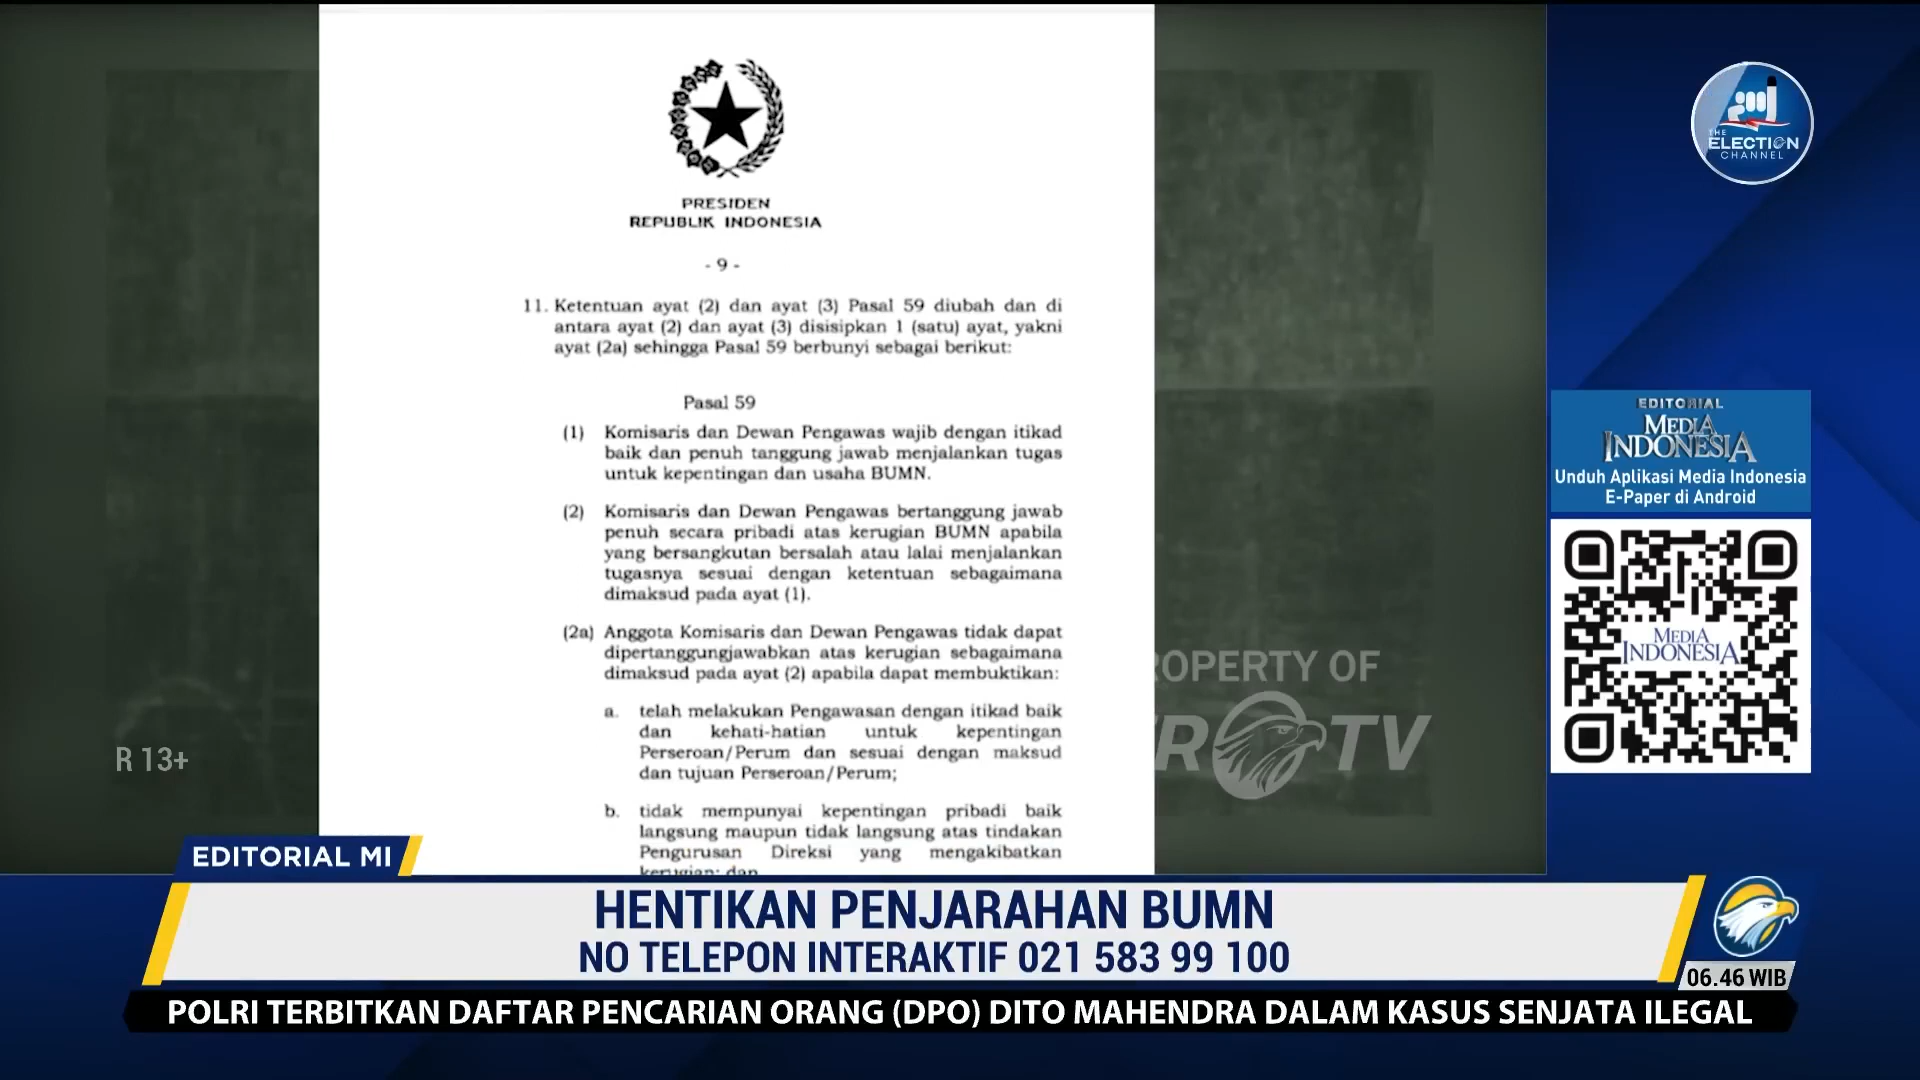 PRESIDEN
REPUBLIK INDONESIA
- 9 -
11. Ketentuan ayat (2) dan ayat (3) Pasal 59 diubah dan di
antara ayat (2) dan ayat (3) disisipkan 1 (satu) ayat, yakni
ayat (2a) sehingga Pasal 59 berbunyi sebagai berikut:
Pasal 59
(1) Komisaris dan Dewan Pengawas wajib dengan itikad
baik dan penuh tanggung jawab menjalankan tugas
untuk kepentingan dan usaha BUMN.
(2) Komisaris dan Dewan Pengawas bertanggung jawab
penuh secara pribadi atas kerugian BUMN apabila
yang bersangkutan bersalah atau lalai menjalankan
tugasnya sesuai dengan ketentuan sebagaimana
dimaksud pada ayat (1).
(2a) Anggota Komisaris dan Dewan Pengawas tidak dapat
dipertanggungjawabkan atas kerugian sebagaimana
dimaksud pada ayat (2) apabila dapat membuktikan:
a. telah melakukan Pengawasan dengan itikad baik
dan kehati-hatian untuk kepentingan
Perseroan/Perum dan sesuai dengan maksud
dan tujuan Perseroan/Perum;
b. tidak mempunyai kepentingan pribadi baik
langsung maupun tidak langsung atas tindakan
Pengurusan Direksi yang mengakibatkan
kerugian; dan
THE
ELECTION
CHANNEL
EDITORIAL
MEDIA
INDONESIA
Unduh Aplikasi Media Indonesia
E-Paper di Android
MEDIA
INDONESIA
ROPERTY OF
R TV
R 13+
EDITORIAL MI
HENTIKAN PENJARAHAN BUMN
NO TELEPON INTERAKTIF 021 583 99 100
06.46 WIB
POLRI TERBITKAN DAFTAR PENCARIAN ORANG (DPO) DITO MAHENDRA DALAM KASUS SENJATA ILEGAL